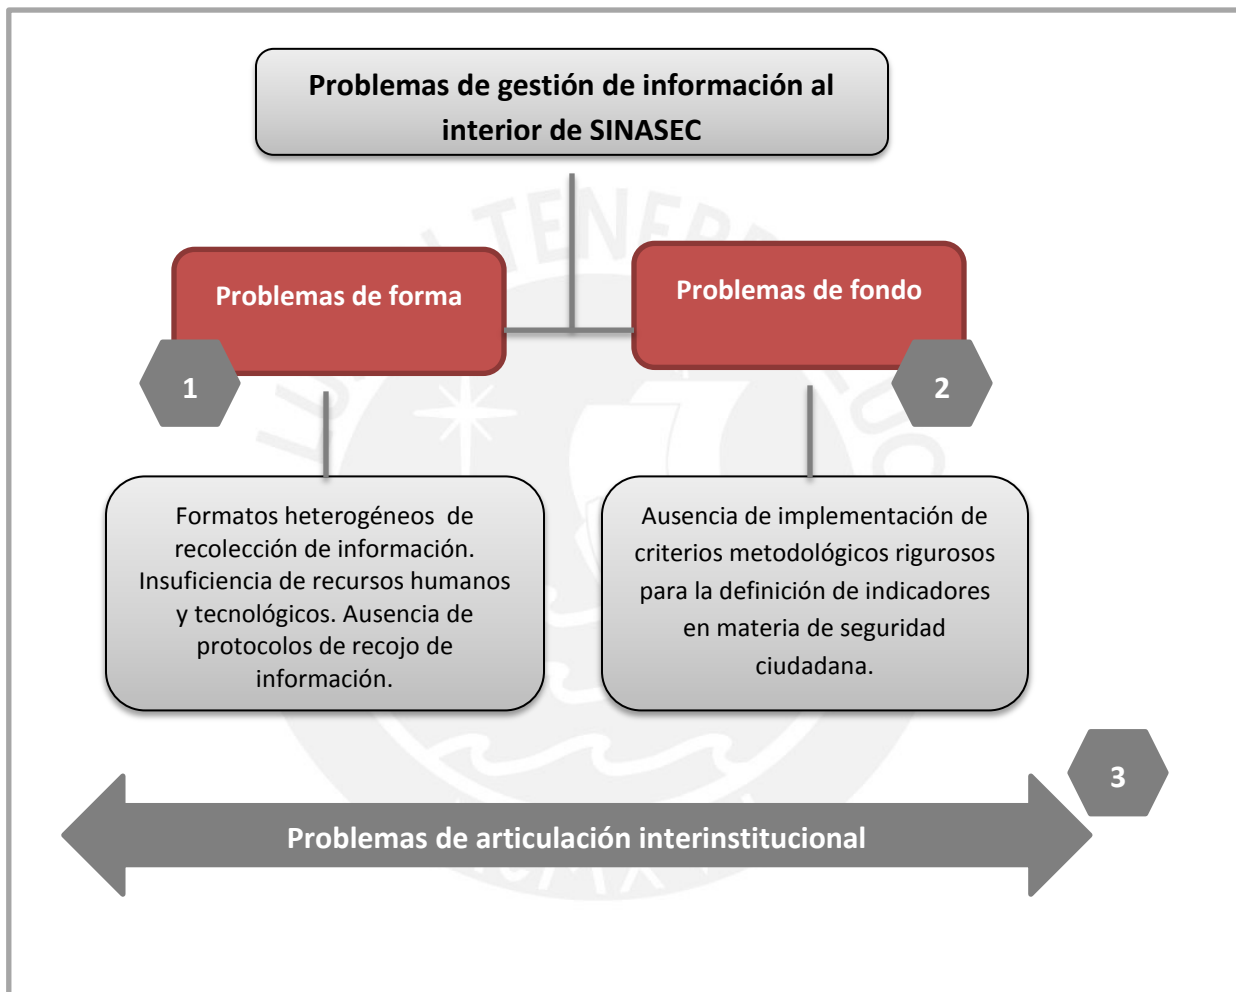 Problemas de gestión de información al
interior de SINASEC
Problemas de forma
Problemas de fondo
1
2
Formatos heterogéneos de
recolección de información.
Insuficiencia de recursos humanos
y tecnológicos. Ausencia de
protocolos de recojo de
información.
Ausencia de implementación de
criterios metodológicos rigurosos
para la definición de indicadores
en materia de seguridad
ciudadana.
3
Problemas de articulación interinstitucional